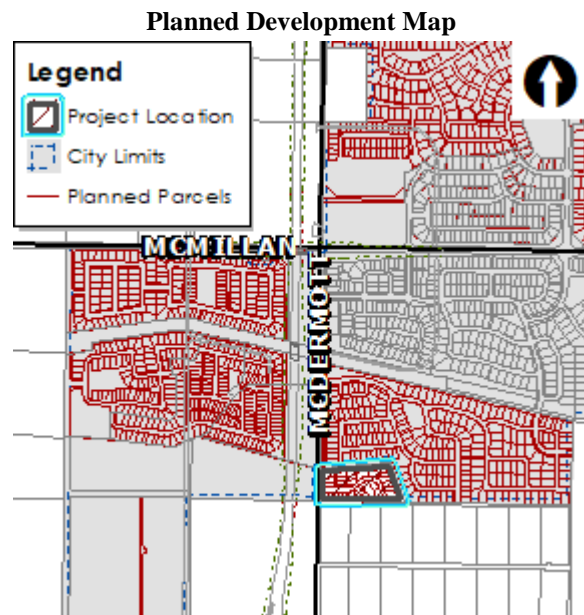 Planned Development Map
Legend
Project Location
City Limits
Planned Parcels
MCMILLAN
MCDERMOTT